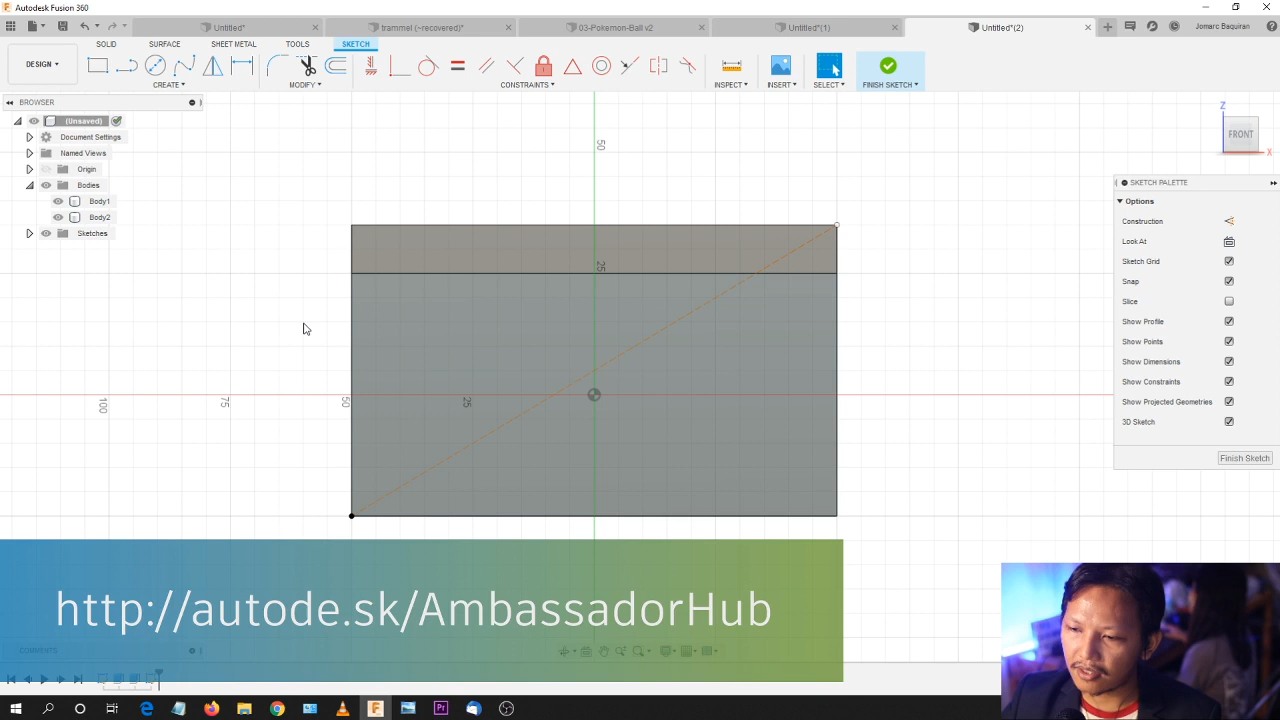 Autodesk Fusion 360
Untitled*
trammel (~recovered)*
03-Pokemon-Ball v2
Untitled*(1)
Untitled*(2)
Jomarc Baquiran
DESIGN
SOLID
SURFACE
SHEET METAL
TOOLS
SKETCH
CREATE
MODIFY
CONSTRAINTS
INSPECT
INSERT
SELECT
FINISH SKETCH
BROWSER
(Unsaved)
Document Settings
Named Views
Origin
Bodies
Body1
Body2
Sketches
50
25
100
75
50
25
Z
FRONT
X
SKETCH PALETTE
Options
Construction
Look At
Sketch Grid
Snap
Slice
Show Profile
Show Points
Show Dimensions
Show Constraints
Show Projected Geometries
3D Sketch
Finish Sketch
http://autode.sk/AmbassadorHub
COMMENTS